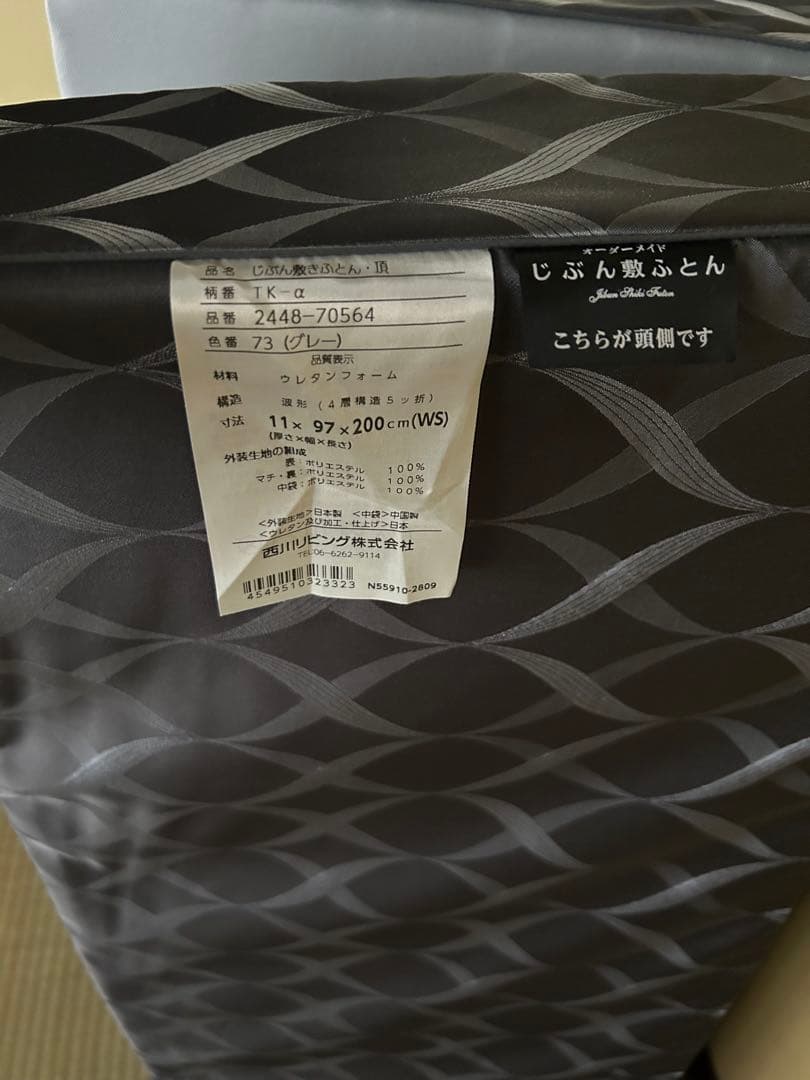 品名 じぶん敷きふとん・頂
柄番 TK-α
品番 2448-70564
色番 73 (グレー)
品質表示
材料 ウレタンフォーム
構造 波形 (4層構造5ッ折)
寸法 11× 97×200cm(WS)
(厚さ×幅×長さ)
外装生地の組成
表:ポリエステル 100%
マチ・裏:ポリエステル 100%
中袋:ポリエステル 100%
<外装生地>日本製 <中袋>中国製
<ウレタン及び加工・仕上げ>日本
西川リビング株式会社
TEL06-6262-9114
4549510323323 N55910-2809
オーダーメイド
じぶん敷ふとん
Jibun Shiki Futon
こちらが頭側です